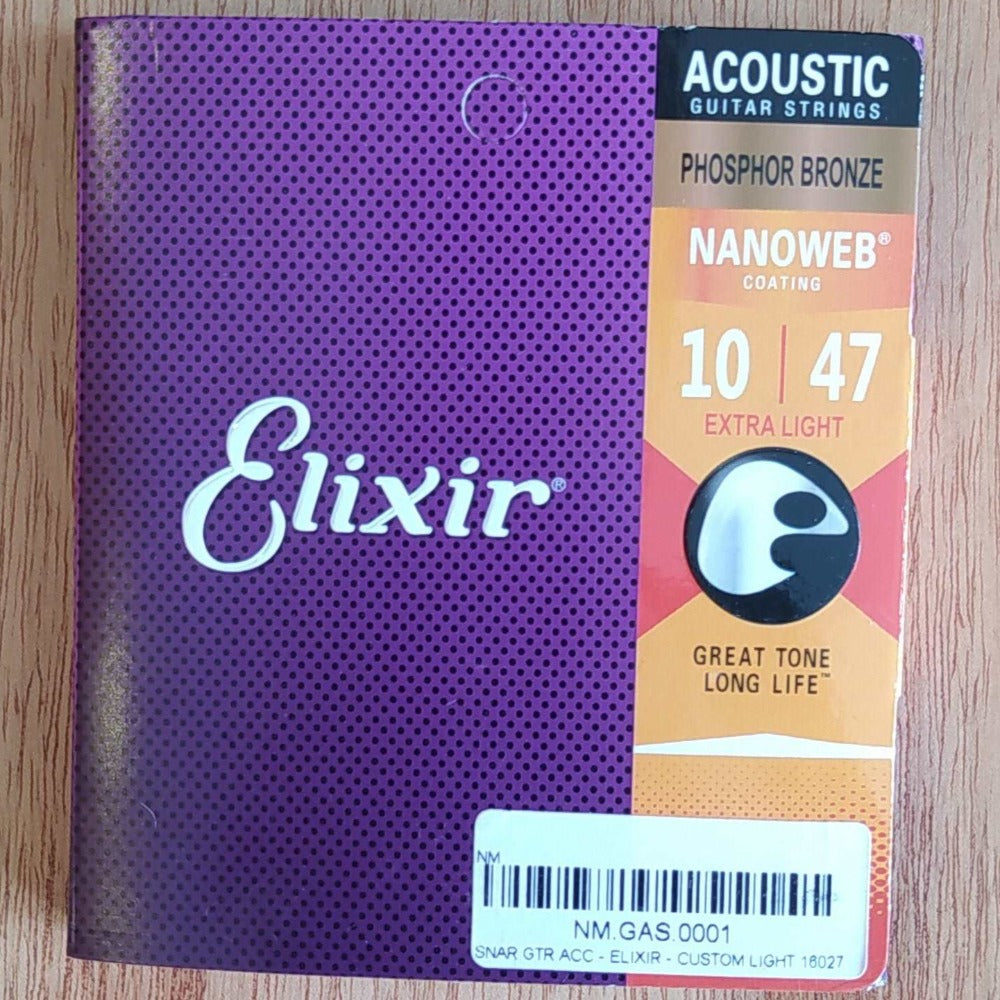 ACOUSTIC
GUITAR STRINGS
PHOSPHOR BRONZE
NANOWEB®
COATING
10 | 47
EXTRA LIGHT
Elixir®
GREAT TONE
LONG LIFE™
NM
NM.GAS.0001
SNAR GTR ACC - ELIXIR - CUSTOM LIGHT 16027